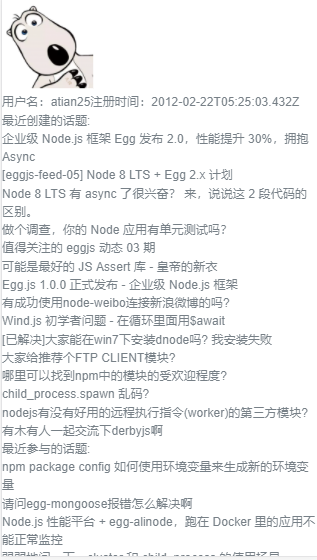 用户名：atian25注册时间：2012-02-22T05:25:03.432Z
最近创建的话题:
企业级 Node.js 框架 Egg 发布 2.0，性能提升 30%，拥抱
Async
[eggjs-feed-05] Node 8 LTS + Egg 2.x 计划
Node 8 LTS 有 async 了很兴奋？ 来，说说这 2 段代码的
区别。
做个调查，你的 Node 应用有单元测试吗?
值得关注的 eggjs 动态 03 期
可能是最好的 JS Assert 库 - 皇帝的新衣
Egg.js 1.0.0 正式发布 - 企业级 Node.js 框架
有成功使用node-weibo连接新浪微博的吗?
Wind.js 初学者问题 - 在循环里面用$await
[已解决]大家能在win7下安装dnode吗? 我安装失败
大家给推荐个FTP CLIENT模块?
哪里可以找到npm中的模块的受欢迎程度?
child_process.spawn 乱码?
nodejs有没有好用的远程执行指令(worker)的第三方模块?
有木有人一起交流下derbyjs啊
最近参与的话题:
npm package config 如何使用环境变量来生成新的环境变
量
请问egg-mongoose报错怎么解决啊
Node.js 性能平台 + egg-alinode，跑在 Docker 里的应用不
能正常监控